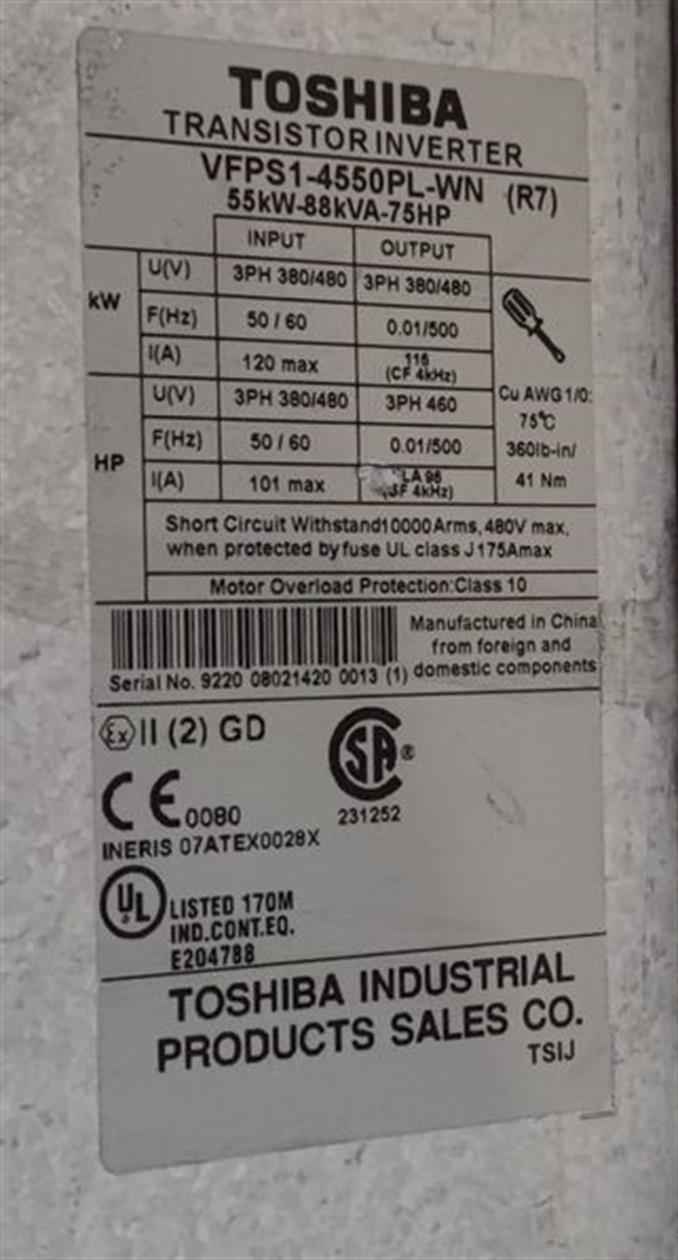 TOSHIBA
TRANSISTOR INVERTER
VFPS1-4550PL-WN (R7)
55kW-88kVA-75HP
INPUT OUTPUT
kW
U(V) 3PH 380/480 3PH 380/480
F(Hz) 50 / 60 0.01/500
I(A) 120 max 116
(CF 4kHz)
HP
U(V) 3PH 380/480 3PH 460
F(Hz) 50 / 60 0.01/500
I(A) 101 max 96
4kHz)
Cu AWG 1/0:
75°C
360lb-in/
41 Nm
Short Circuit Withstand10000Arms, 480V max,
when protected by fuse UL class J 175Amax
Motor Overload Protection:Class 10
Manufactured in China
from foreign and
domestic components
Serial No. 9220 08021420 0013 (1)
Ex II (2) GD
CE 0080
INERIS 07ATEX0028X
SA ®
231252
UL ®
LISTED 170M
IND.CONT.EQ.
E204788
TOSHIBA INDUSTRIAL
PRODUCTS SALES CO.
TSIJ